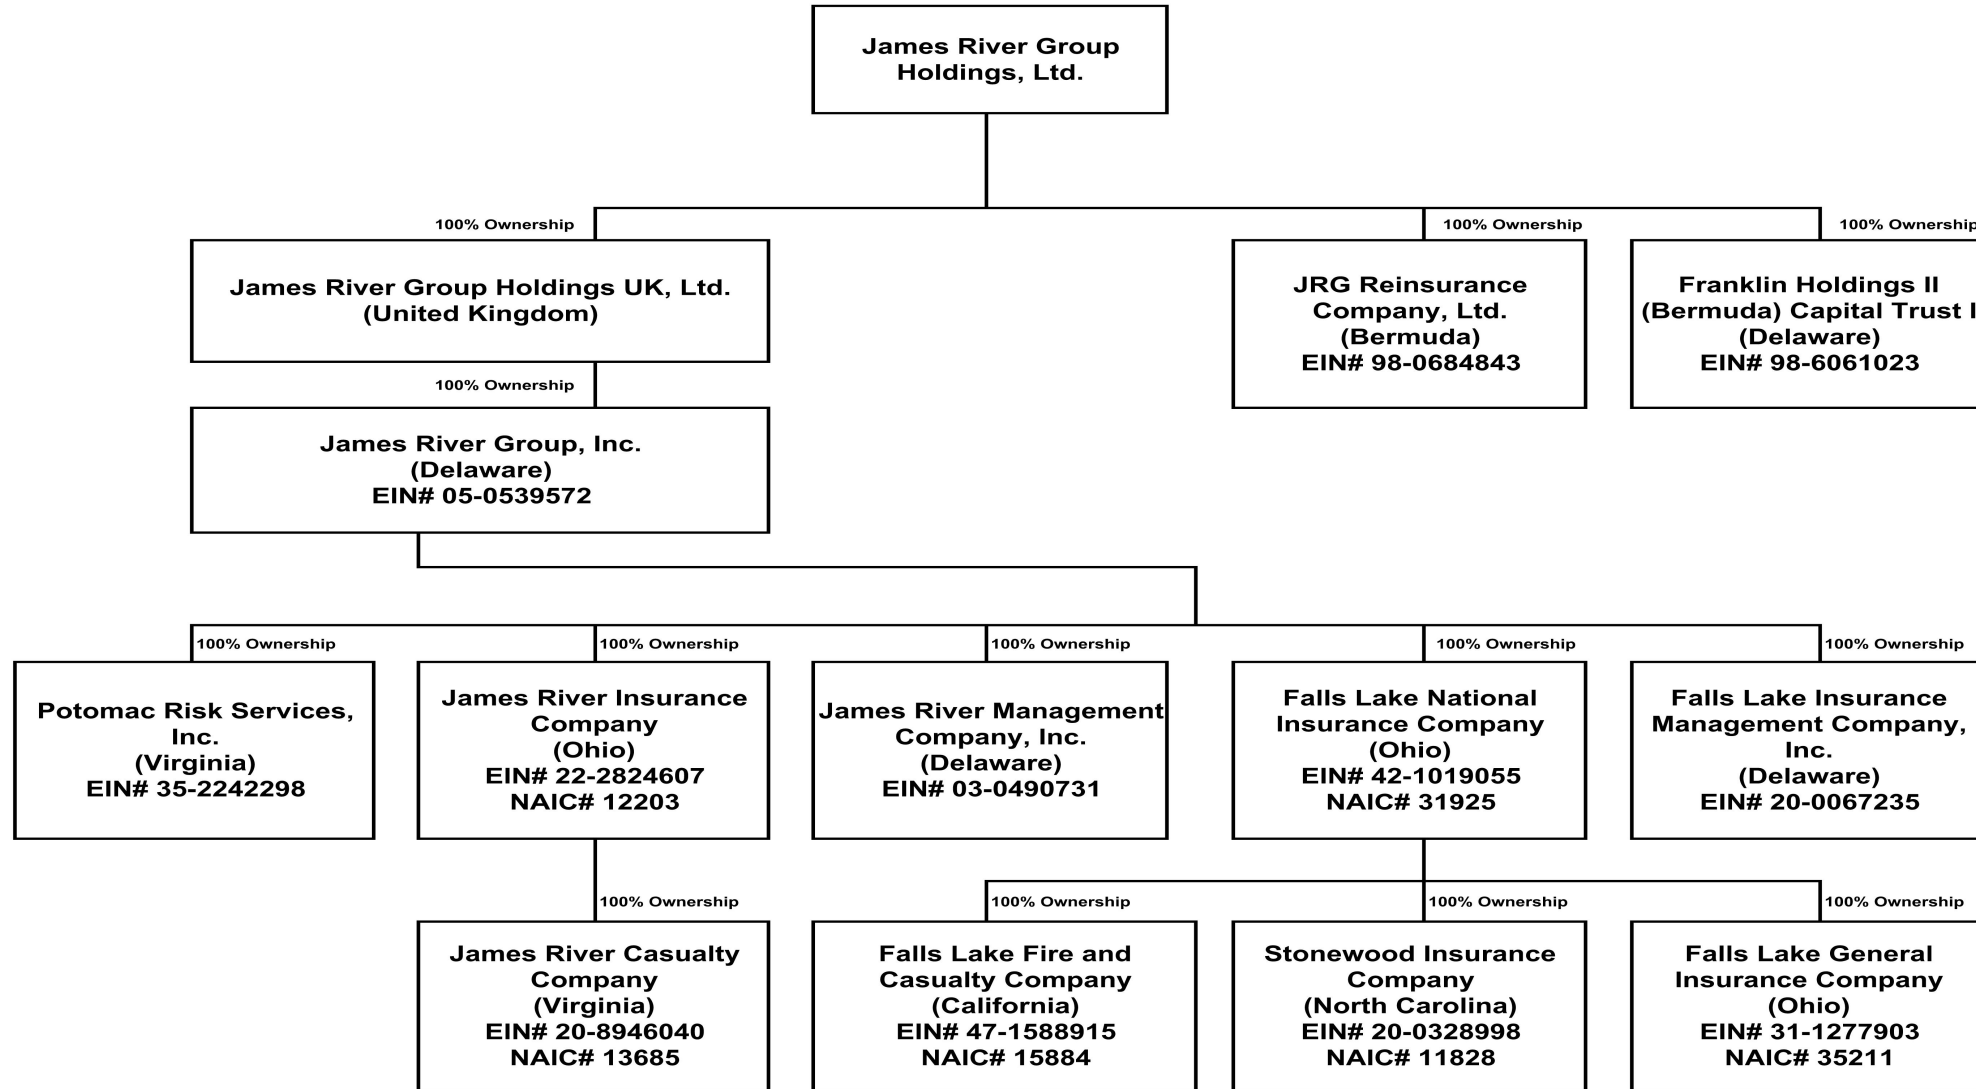 James River Group
Holdings, Ltd.
100% Ownership
100% Ownership
100% Ownership
James River Group Holdings UK, Ltd.
(United Kingdom)
JRG Reinsurance
Company, Ltd.
(Bermuda)
EIN# 98-0684843
Franklin Holdings II
(Bermuda) Capital Trust I
(Delaware)
EIN# 98-6061023
100% Ownership
James River Group, Inc.
(Delaware)
EIN# 05-0539572
100% Ownership
100% Ownership
100% Ownership
100% Ownership
100% Ownership
Potomac Risk Services,
Inc.
(Virginia)
EIN# 35-2242298
James River Insurance
Company
(Ohio)
EIN# 22-2824607
NAIC# 12203
James River Management
Company, Inc.
(Delaware)
EIN# 03-0490731
Falls Lake National
Insurance Company
(Ohio)
EIN# 42-1019055
NAIC# 31925
Falls Lake Insurance
Management Company,
Inc.
(Delaware)
EIN# 20-0067235
100% Ownership
100% Ownership
100% Ownership
100% Ownership
James River Casualty
Company
(Virginia)
EIN# 20-8946040
NAIC# 13685
Falls Lake Fire and
Casualty Company
(California)
EIN# 47-1588915
NAIC# 15884
Stonewood Insurance
Company
(North Carolina)
EIN# 20-0328998
NAIC# 11828
Falls Lake General
Insurance Company
(Ohio)
EIN# 31-1277903
NAIC# 35211